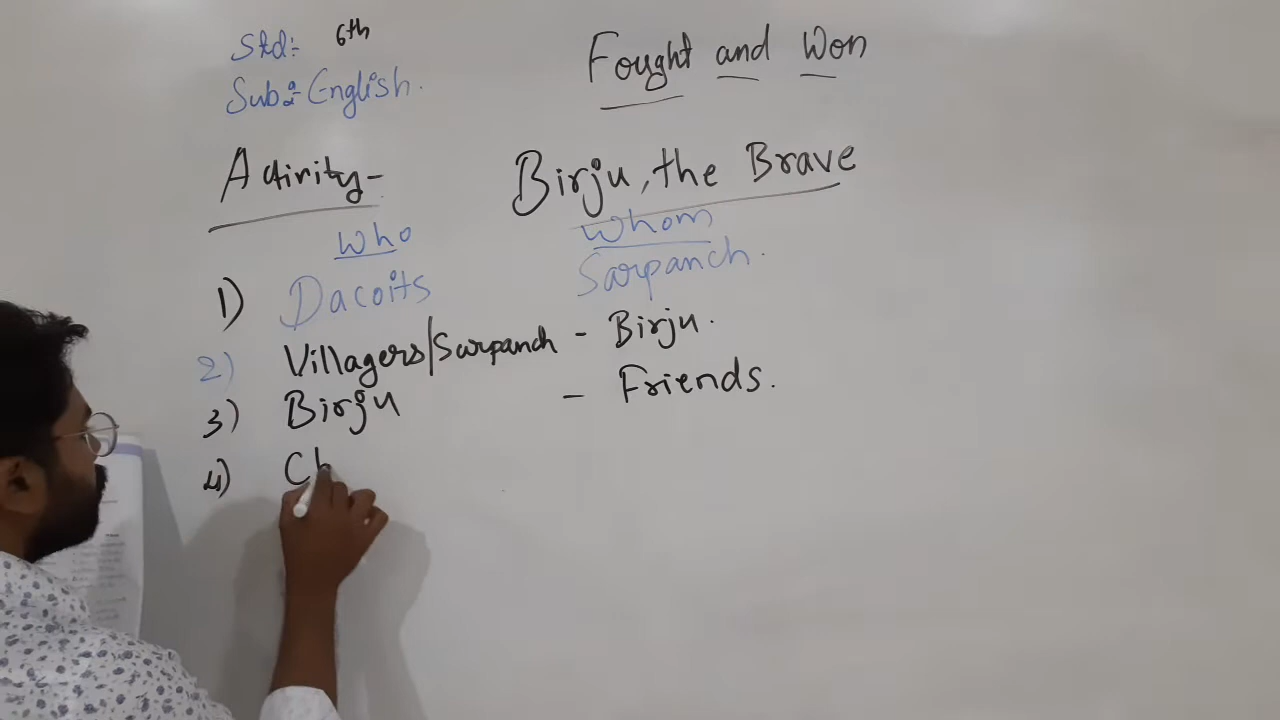 Std:- 6th
Sub:- English.
Fought and Won
Activity-
Birju, the Brave
Who
Whom
1) Dacoits Sarpanch.
2) Villagers/Sarpanch - Birju.
3) Birju - Friends.
4) Ch